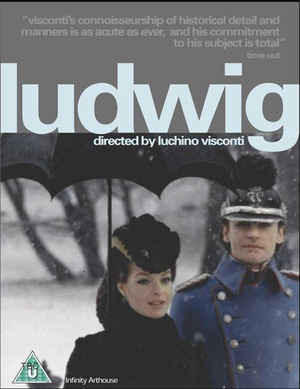 "visconti's connoisseurship of historical detail and
manners is as acute as ever, and his commitment
to his subject is total"
time out
ludwig
directed by luchino visconti
TBC
U
Infinity Arthouse